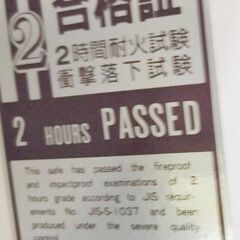 合格証
2
2時間耐火試験
衝撃落下試験
2 HOURS PASSED
This safe has passed the fireproof
and impactproof examinations of 2
hours grade according to JIS requir-
ements No. JIS-S-1037 and been
produced under the severe quality
control.